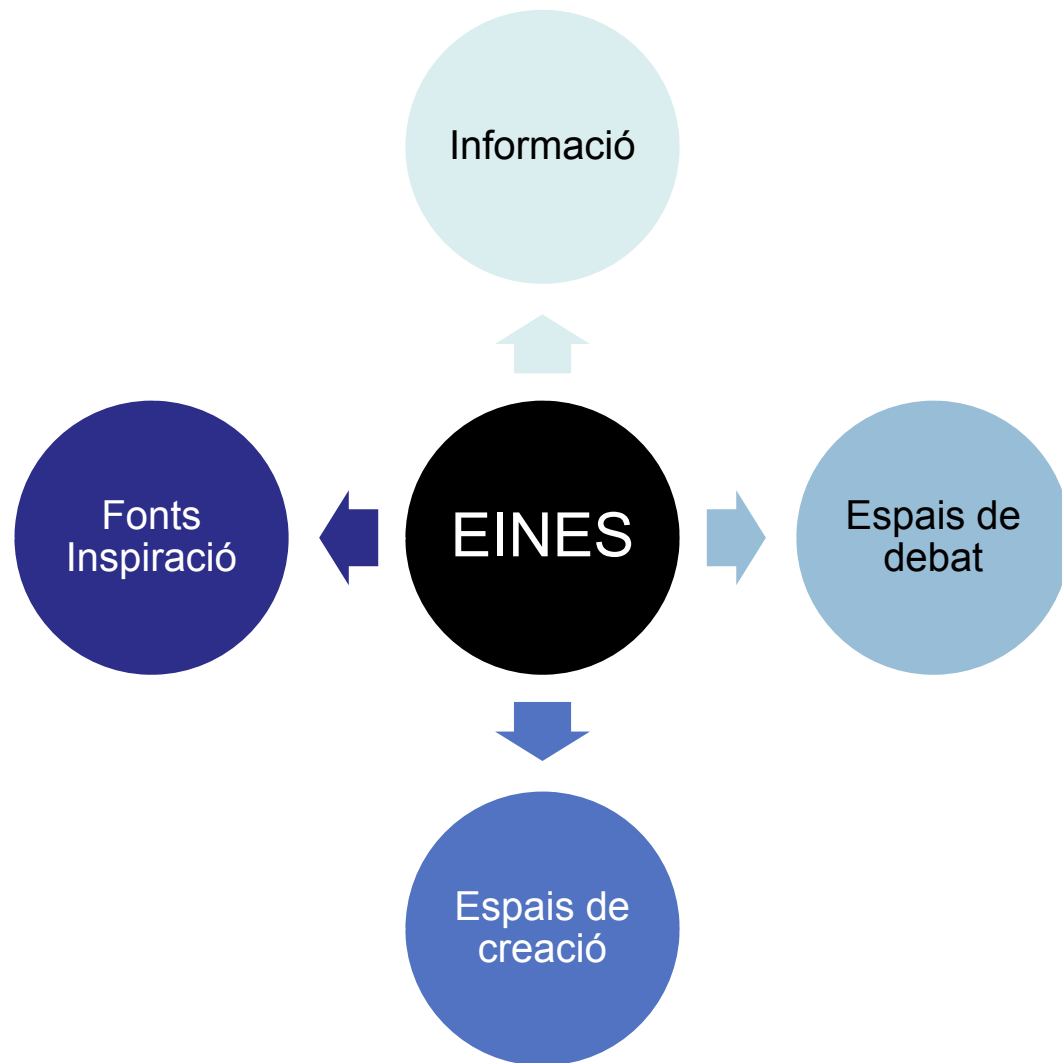 Informació
Fonts
Inspiració
EINES
Espais de
debat
Espais de
creació